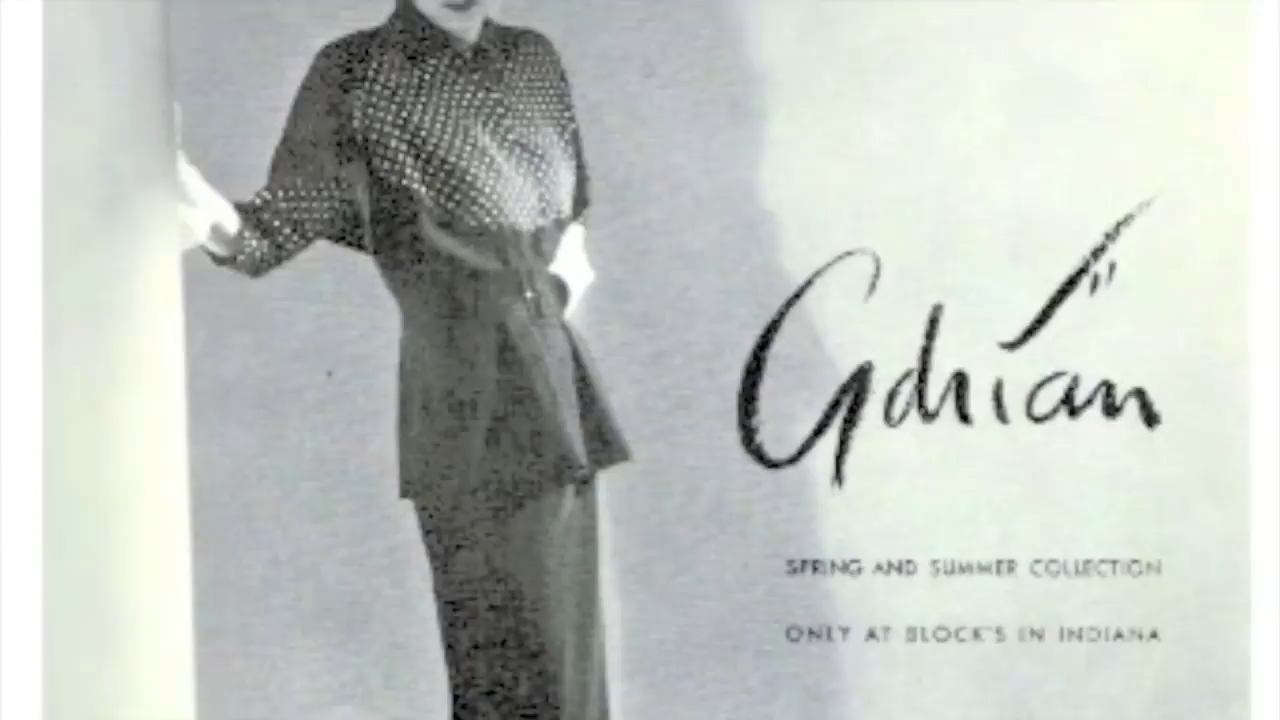 Adrian
SPRING AND SUMMER COLLECTION
ONLY AT BLOCK'S IN INDIANA